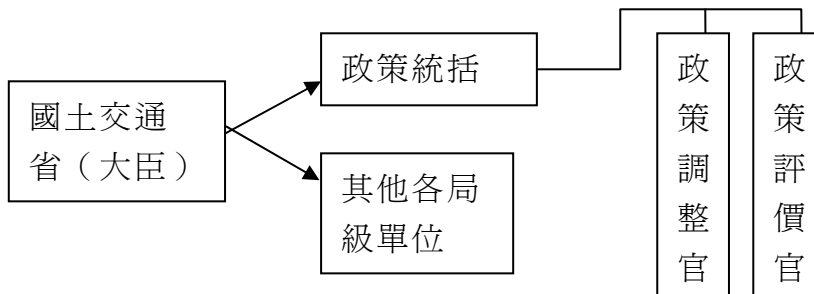 國土交通
省（大臣）
政策統括
其他各局
級單位
政策調整官
政策評價官